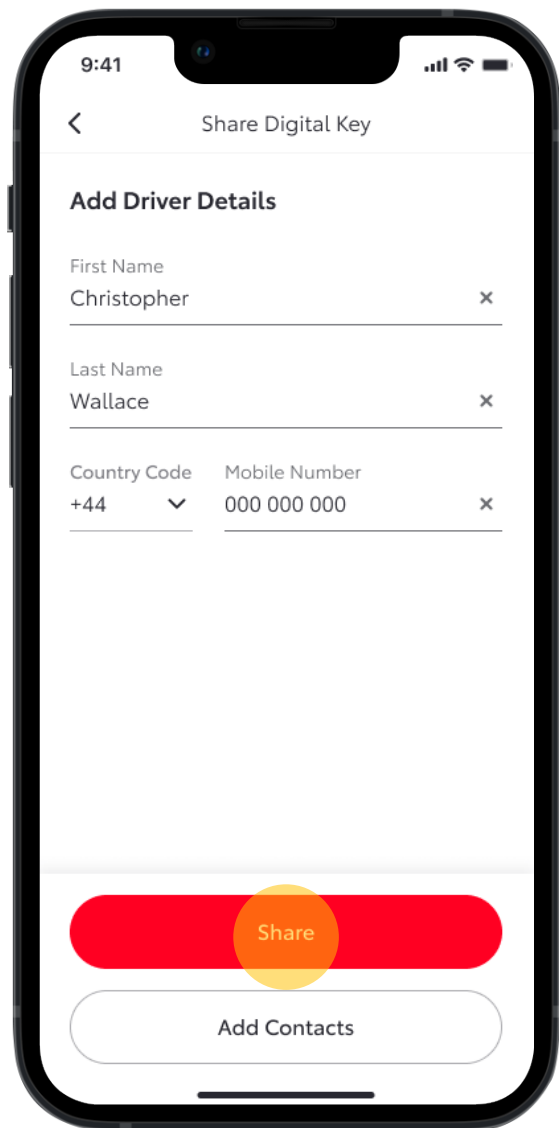 9:41
Share Digital Key
Add Driver Details
First Name
Christopher
Last Name
Wallace
Country Code Mobile Number
+44 000 000 000
Share
Add Contacts